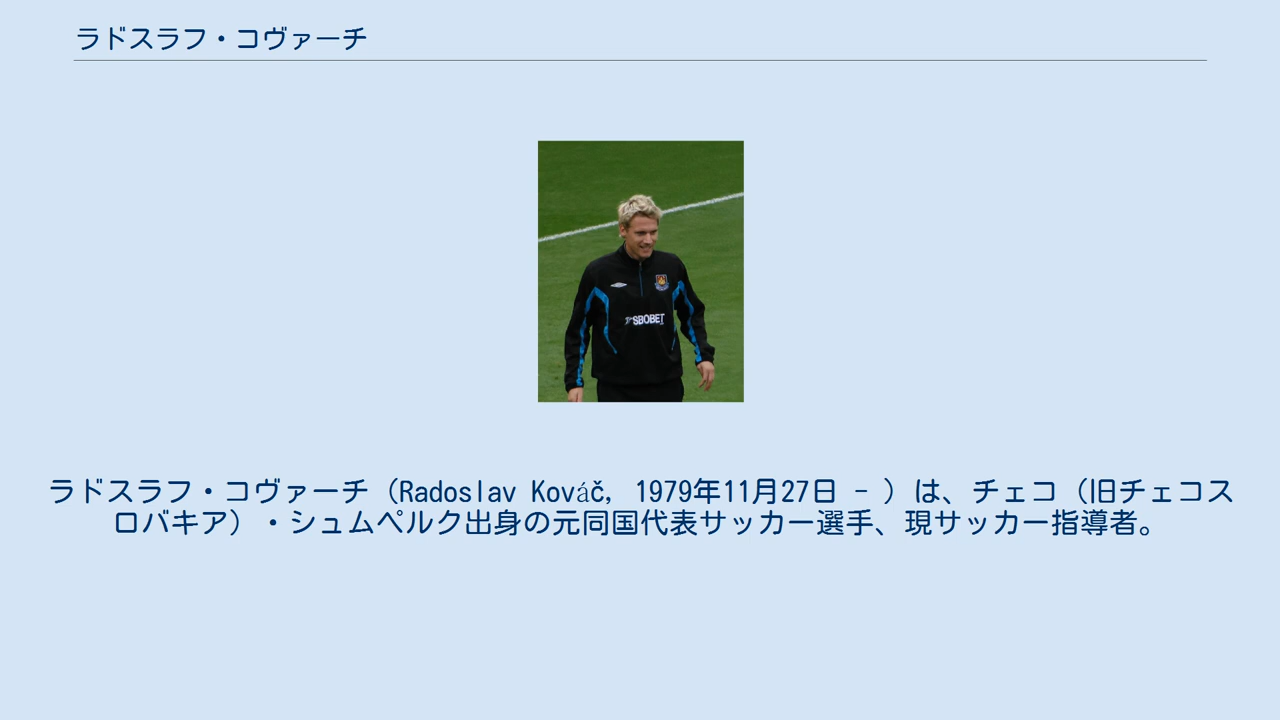 ラドスラフ・コヴァーチ
SBOBET
ラドスラフ・コヴァーチ（Radoslav Kováč, 1979年11月27日 - ）は、チェコ（旧チェコス
ロバキア）・シュムペルク出身の元同国代表サッカー選手、現サッカー指導者。